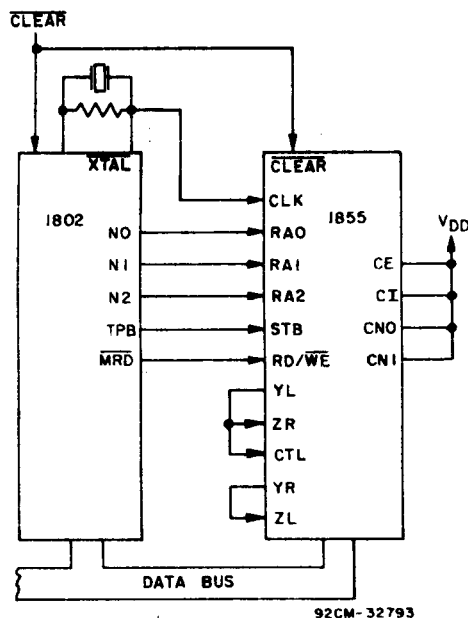 CLEAR
XTAL
1802
N0
N1
N2
TPB
MRD
CLEAR
CLK
1855
RA0
RA1
RA2
STB
RD/WE
YL
ZR
CTL
YR
ZL
VDD
CE
CI
CN0
CN1
DATA BUS
92CM-32793